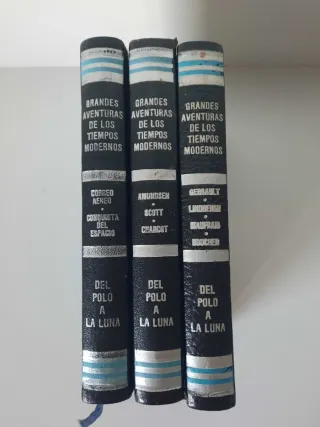 GRANDES
AVENTURAS
DE LOS
TIEMPOS
MODERNOS
CORREO
AEREO
CONQUISTA
DEL
ESPACIO
DEL
POLO
A
LA LUNA
GRANDES
AVENTURAS
DE LOS
TIEMPOS
MODERNOS
AMUNDSEN
SCOTT
CHARCOT
DEL
POLO
A
LA LUNA
GRANDES
AVENTURAS
DE LOS
TIEMPOS
MODERNOS
GERBAULT
LINDBERGH
MAUFRAIS
DEL
POLO
A
LA LUNA